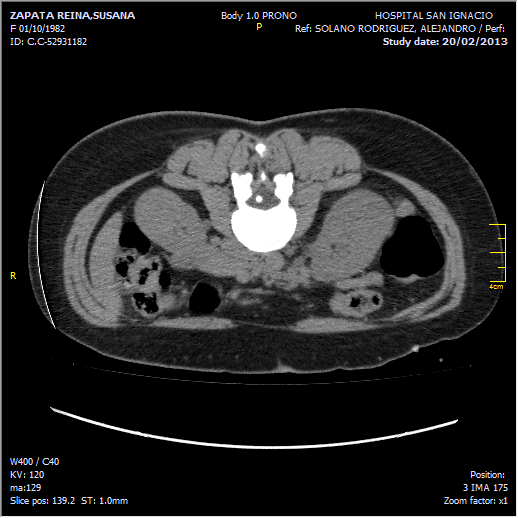 ZAPATA REINA,SUSANA
F 01/10/1982
ID: C.C-52931182
Body 1.0 PRONO
P
HOSPITAL SAN IGNACIO
Ref: SOLANO RODRIGUEZ, ALEJANDRO / Perf:
Study date: 20/02/2013
R
4cm
W400 / C40
KV: 120
ma:129
Slice pos: 139.2 ST: 1.0mm
Position:
3 IMA 175
Zoom factor: x1